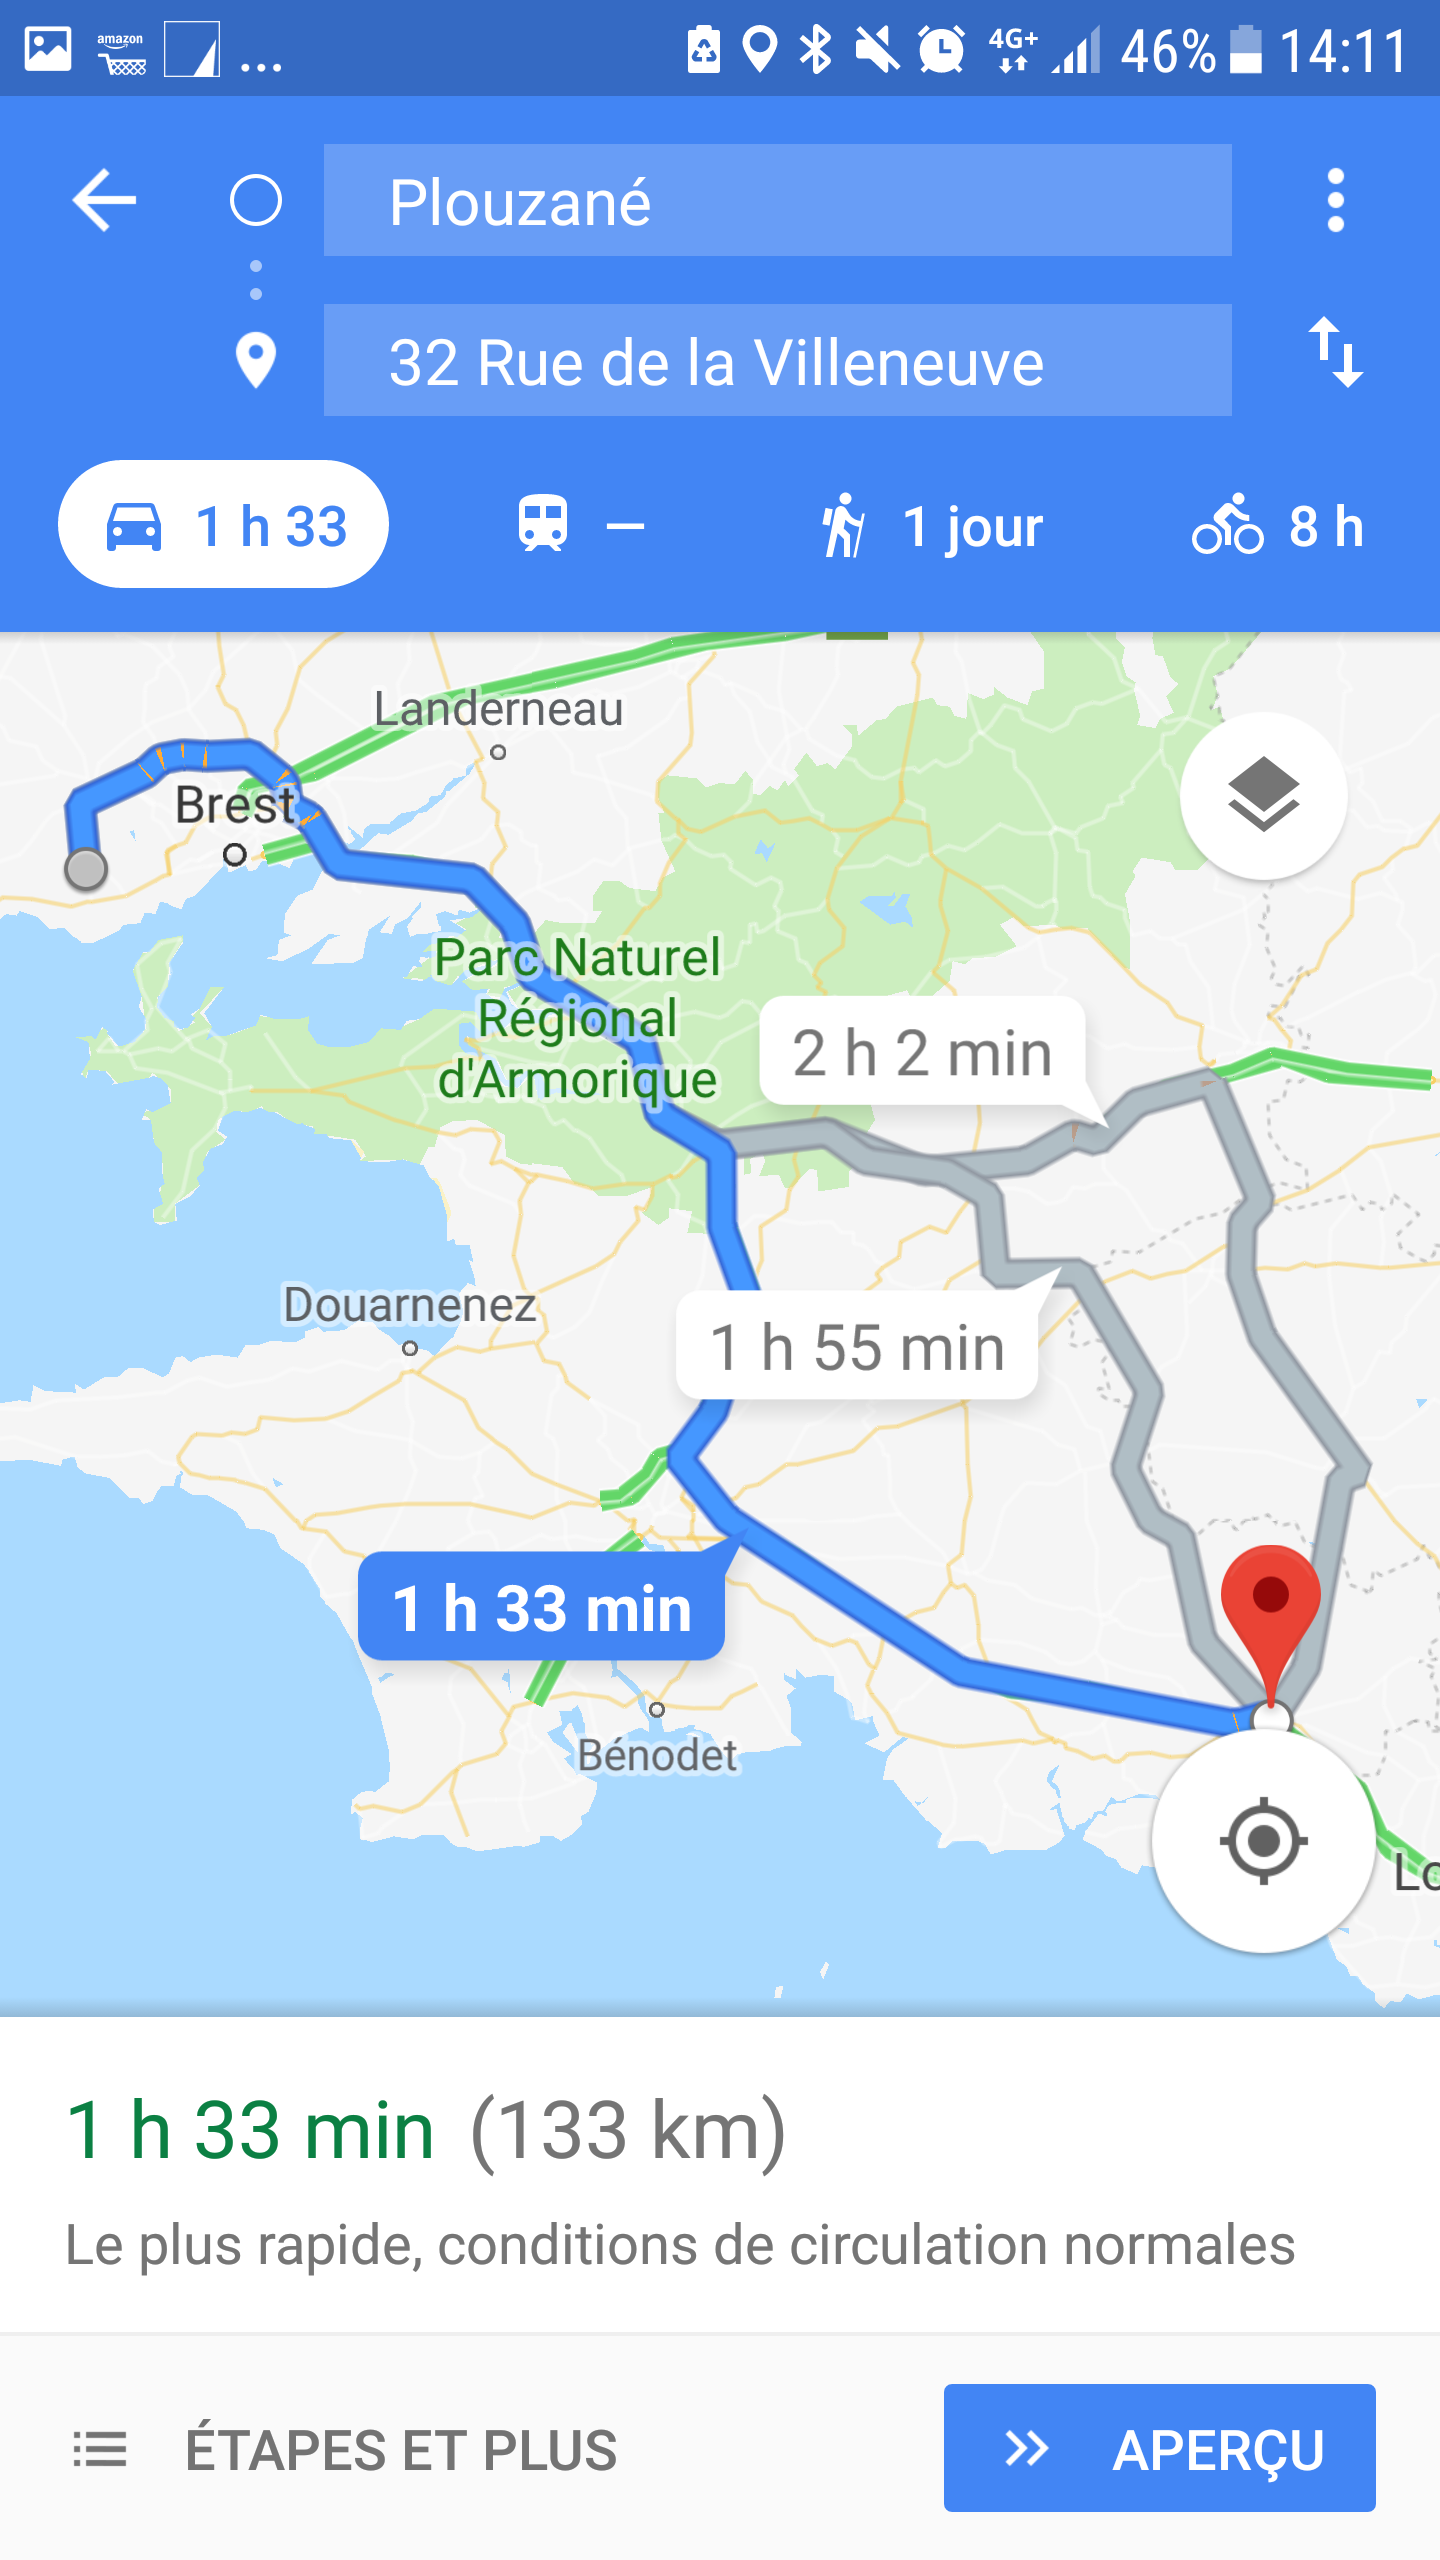 amazon
4G+
46%
14:11
Plouzané
32 Rue de la Villeneuve
1 h 33
–
1 jour
8 h
Landerneau
Brest
Parc Naturel
Régional
d'Armorique
2 h 2 min
Douarnenez
1 h 55 min
1 h 33 min
Bénodet
Lo
1 h 33 min (133 km)
Le plus rapide, conditions de circulation normales
ÉTAPES ET PLUS
APERÇU